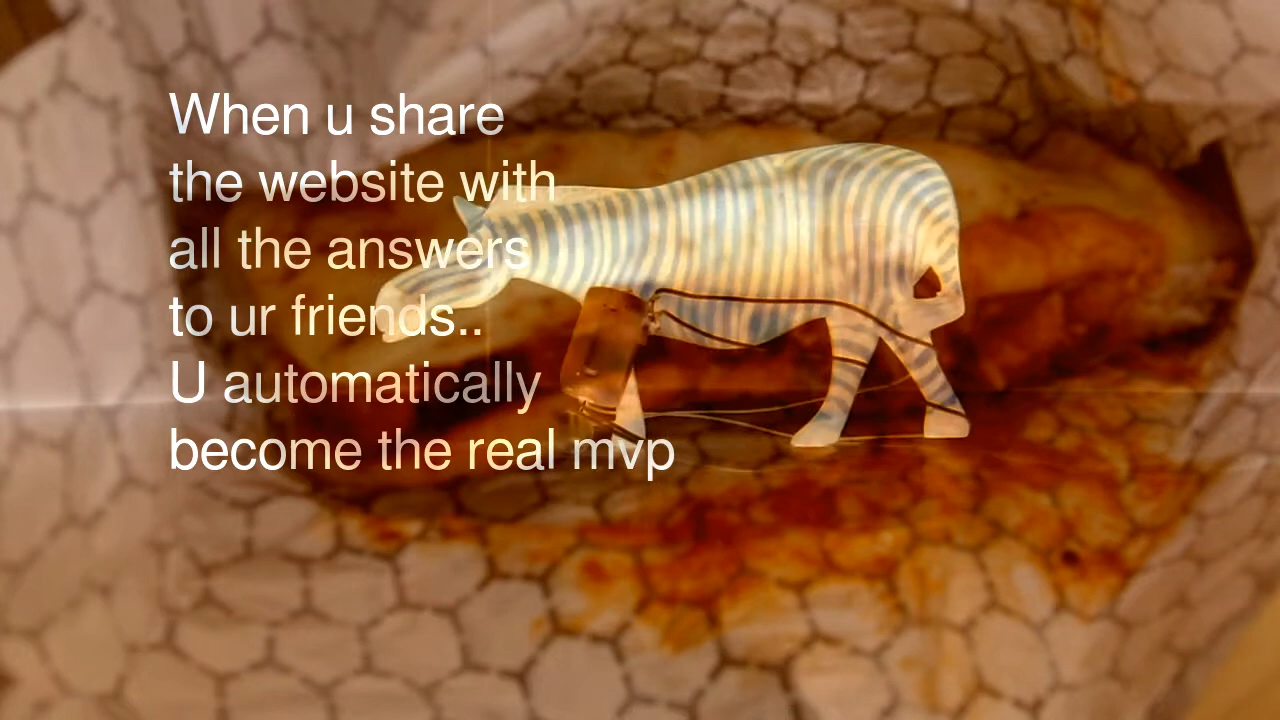 When u share
the website with
all the answers
to ur friends..
U automatically
become the real mvp